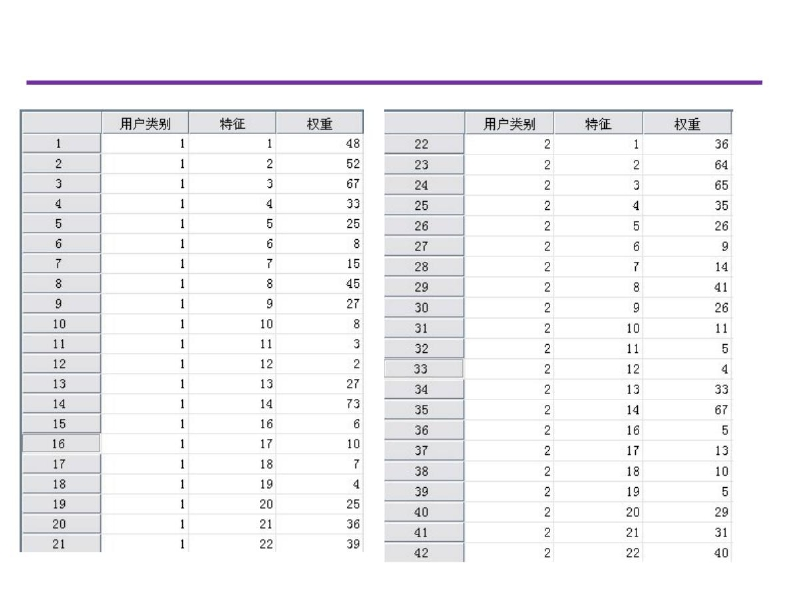 用户类别 特征 权重
1 1 1 48
2 1 2 52
3 1 3 67
4 1 4 33
5 1 5 25
6 1 6 8
7 1 7 15
8 1 8 45
9 1 9 27
10 1 10 8
11 1 11 3
12 1 12 2
13 1 13 27
14 1 14 73
15 1 16 6
16 1 17 10
17 1 18 7
18 1 19 4
19 1 20 25
20 1 21 36
21 1 22 39
用户类别 特征 权重
22 2 1 36
23 2 2 64
24 2 3 65
25 2 4 35
26 2 5 26
27 2 6 9
28 2 7 14
29 2 8 41
30 2 9 26
31 2 10 11
32 2 11 5
33 2 12 4
34 2 13 33
35 2 14 67
36 2 16 5
37 2 17 13
38 2 18 10
39 2 19 5
40 2 20 29
41 2 21 31
42 2 22 40